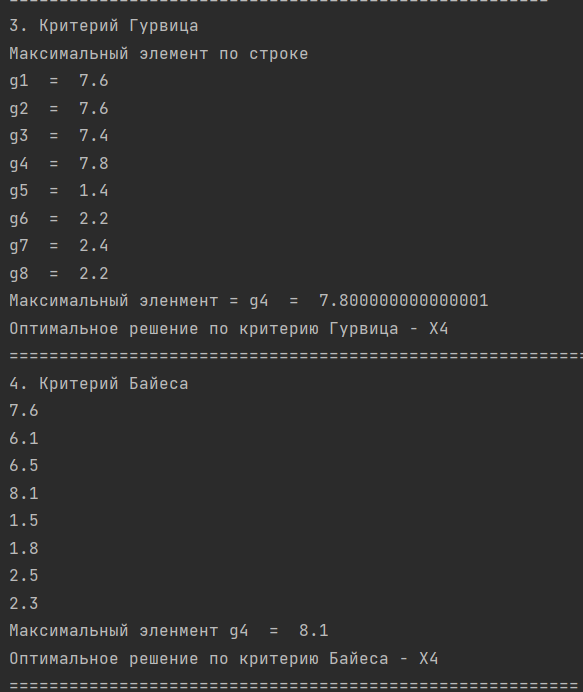 ======================================================
3. Критерий Гурвица
Максимальный элемент по строке
g1  =  7.6
g2  =  7.6
g3  =  7.4
g4  =  7.8
g5  =  1.4
g6  =  2.2
g7  =  2.4
g8  =  2.2
Максимальный эленмент = g4  =  7.800000000000001
Оптимальное решение по критерию Гурвица - X4
==========================================================
4. Критерий Байеса
7.6
6.1
6.5
8.1
1.5
1.8
2.5
2.3
Максимальный эленмент g4  =  8.1
Оптимальное решение по критерию Байеса - X4
=========================================================